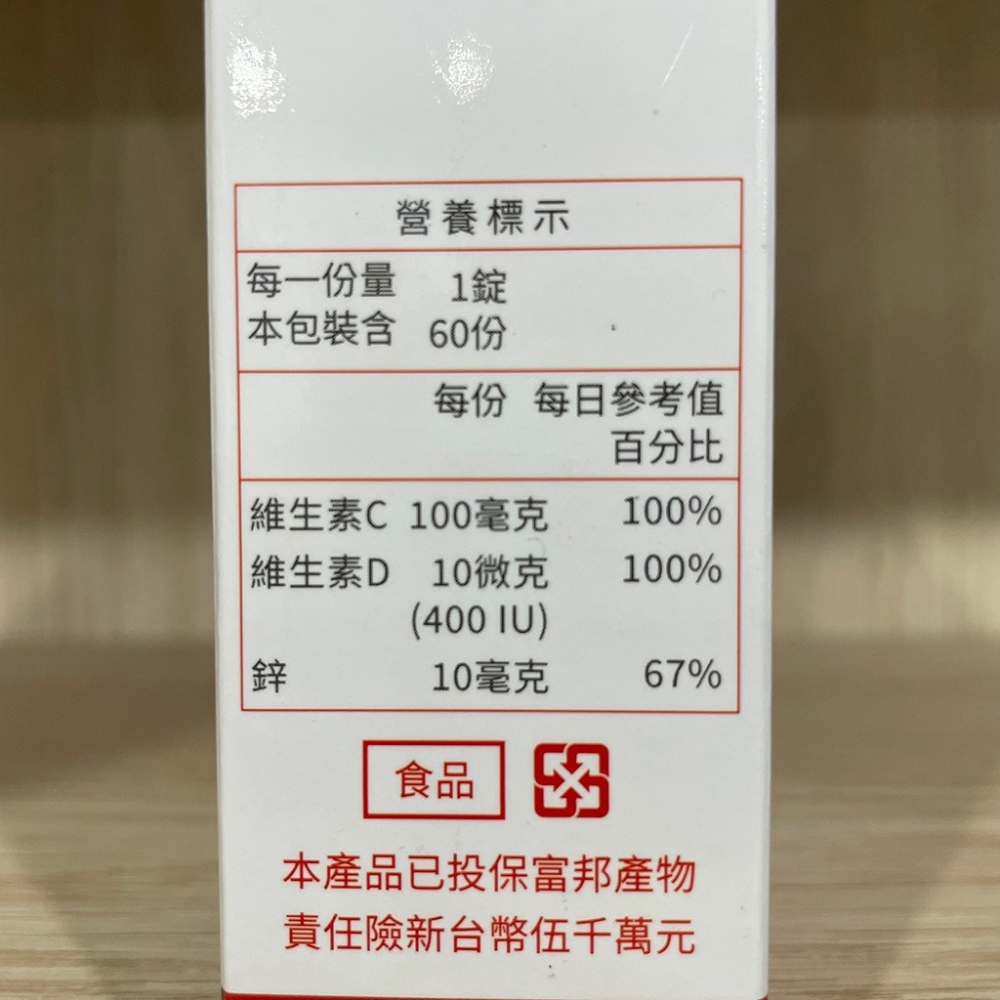 營養標示
每一份量 1錠
本包裝含 60份
每份 每日參考值
百分比
維生素C 100毫克 100%
維生素D 10微克 100%
(400 IU)
鋅 10毫克 67%
食品
本產品已投保富邦產物
責任險新台幣伍千萬元